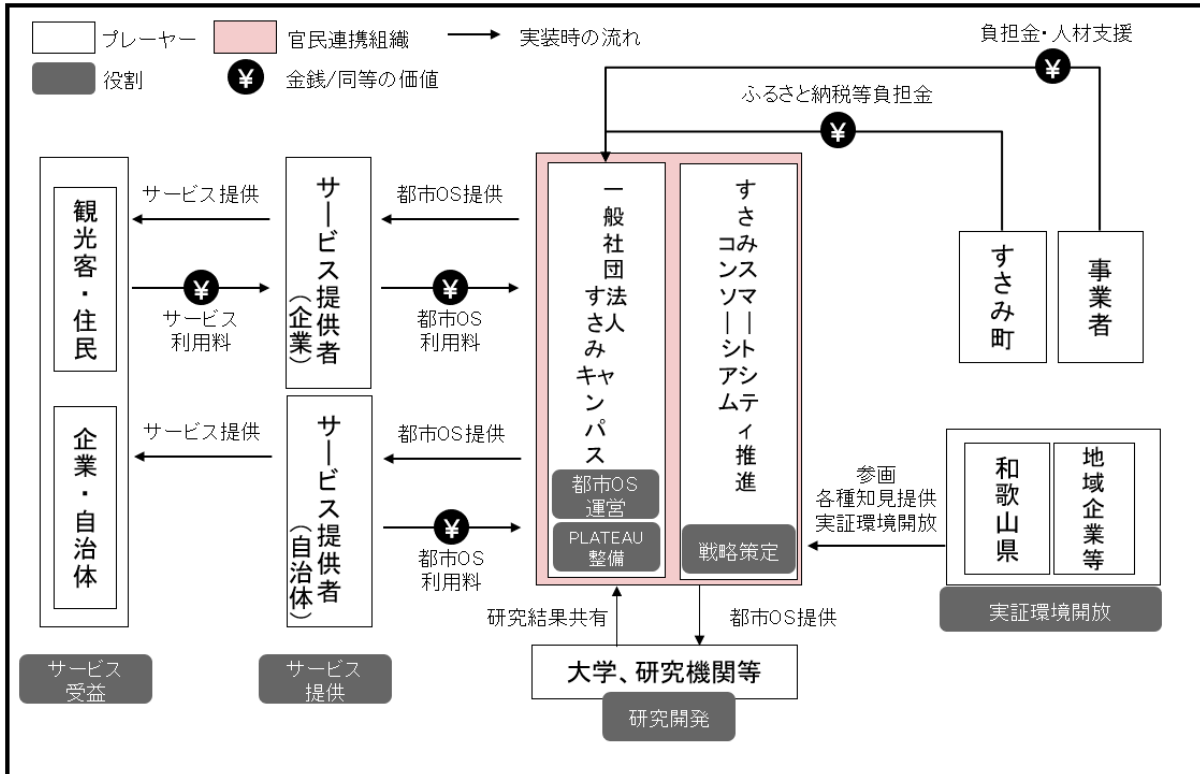 プレーヤー
官民連携組織
実装時の流れ
役割
¥
金銭/同等の価値
負担金・人材支援
¥
ふるさと納税等負担金
¥
観光客・住民
企業・自治体
サービス受益
サービス提供
¥
サービス
利用料
サービス提供
サービス提供者
(企業)
サービス提供者
(自治体)
サービス
提供
都市OS提供
¥
都市OS
利用料
都市OS提供
¥
都市OS
利用料
一般社団法人
すさみキャンパス
都市OS
運営
PLATEAU
整備
すさみスマートシティ推進
コンソーシアム
戦略策定
研究結果共有
都市OS提供
大学、研究機関等
研究開発
すさみ町
事業者
参画
各種知見提供
実証環境開放
和歌山県
地域企業等
実証環境開放